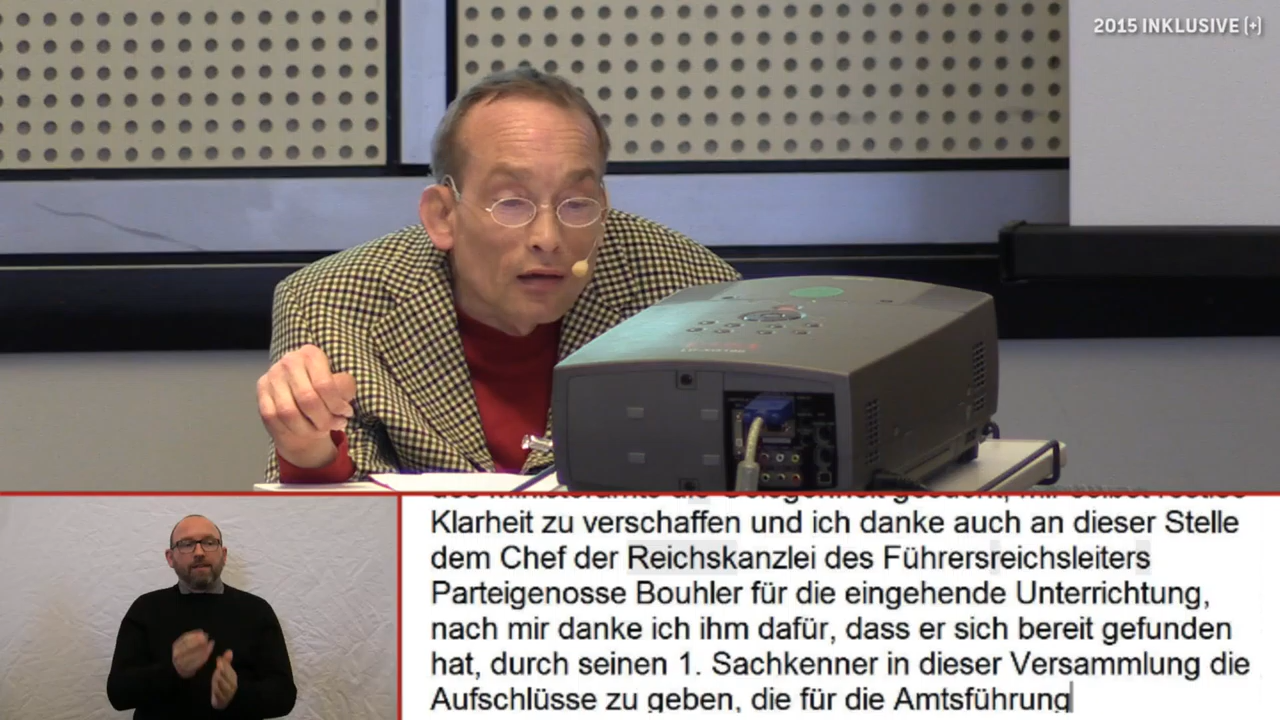 2015 INKLUSIVE (+)
Klarheit zu verschaffen und ich danke auch an dieser Stelle
dem Chef der Reichskanzlei des Führersreichsleiters
Parteigenosse Bouhler für die eingehende Unterrichtung,
nach mir danke ich ihm dafür, dass er sich bereit gefunden
hat, durch seinen 1. Sachkenner in dieser Versammlung die
Aufschlüsse zu geben, die für die Amtsführung